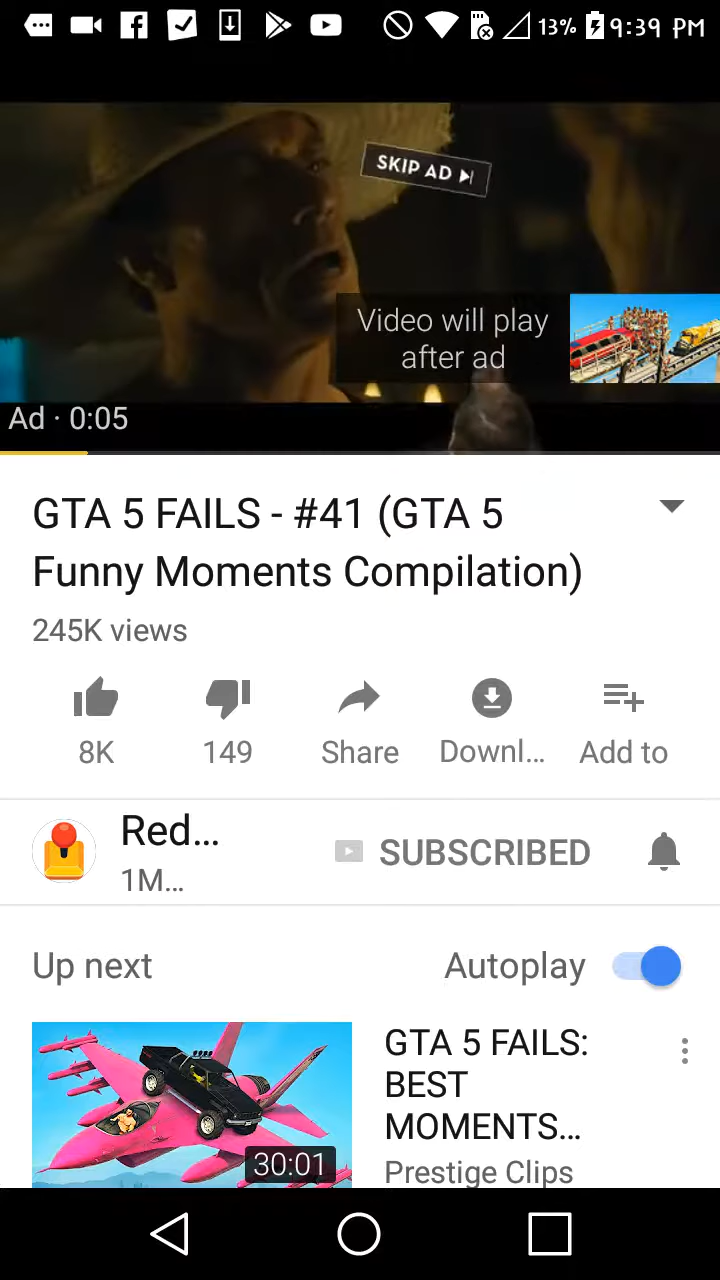 13% 9:39 PM
SKIP AD
Video will play
after ad
Ad · 0:05
GTA 5 FAILS - #41 (GTA 5
Funny Moments Compilation)
245K views
8K 149 Share Downl... Add to
Red...
1M...
SUBSCRIBED
Up next Autoplay
GTA 5 FAILS:
BEST
MOMENTS...
Prestige Clips
30:01